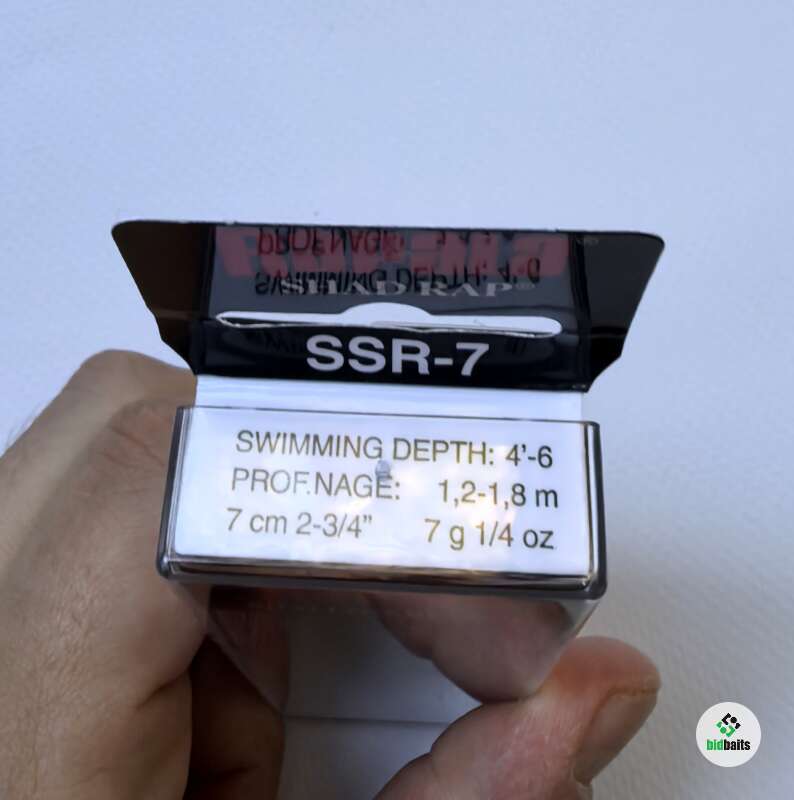 Rapala®
SHAD RAP®
SSR-7
SWIMMING DEPTH: 4'-6
PROF.NAGE: 1,2-1,8 m
7 cm 2-3/4" 7 g 1/4 oz
bidbaits